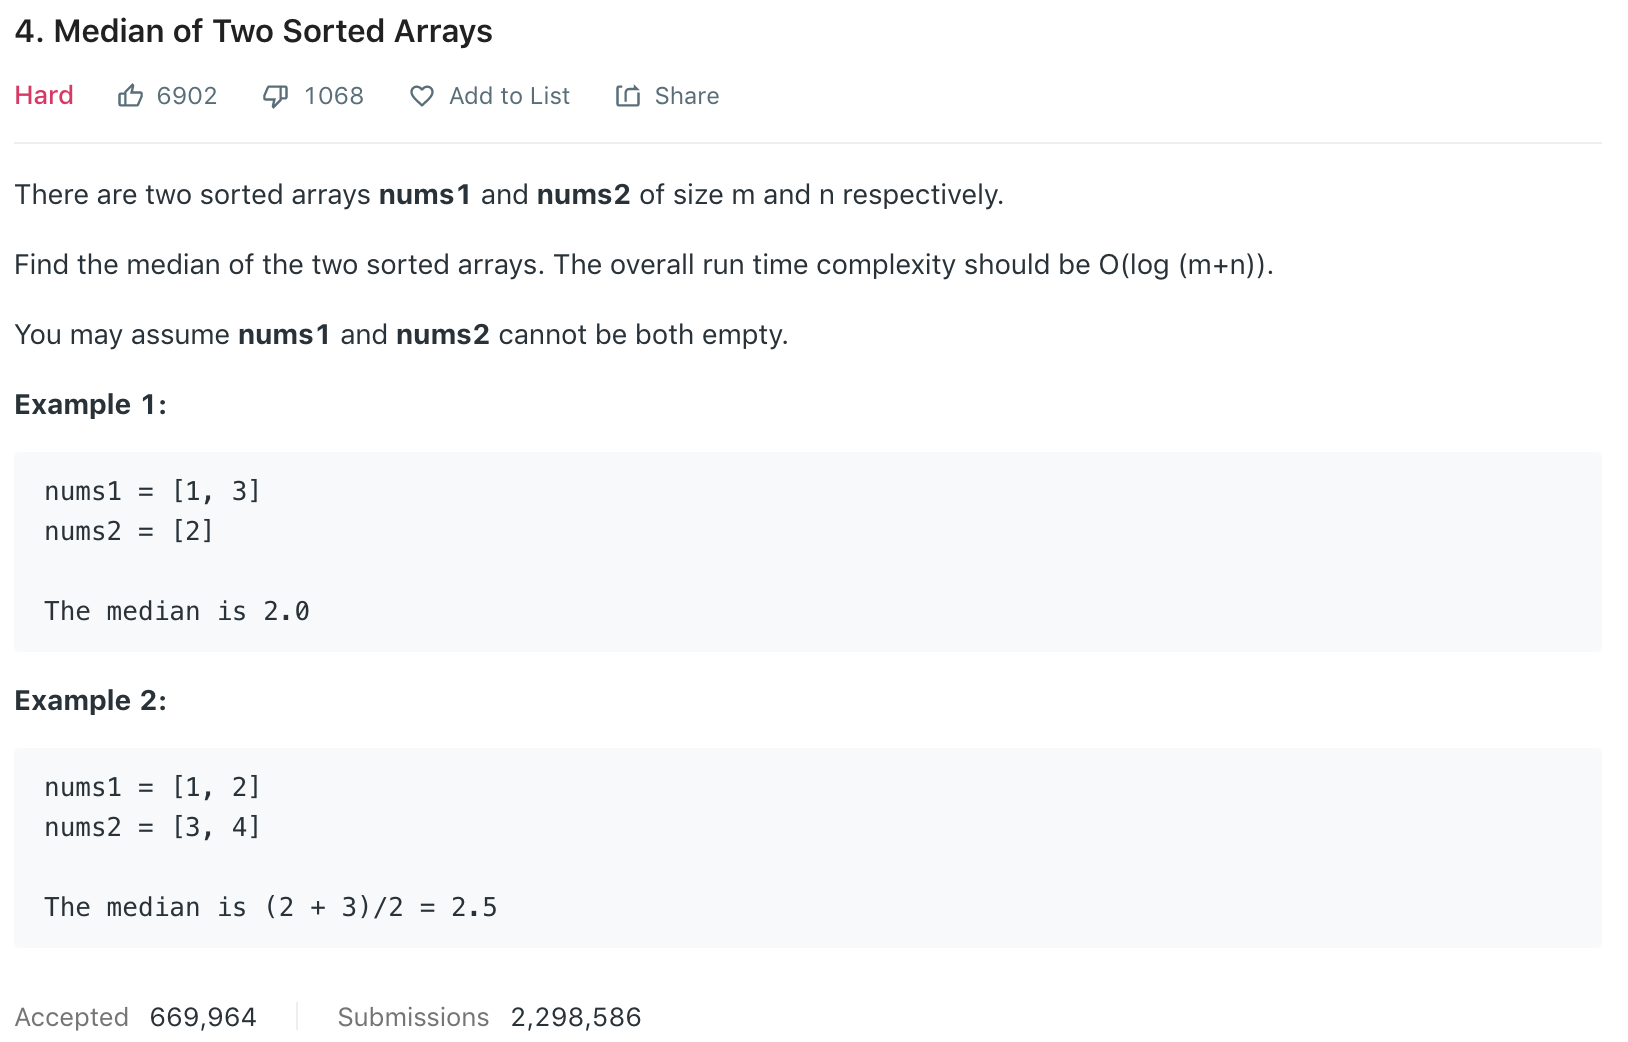 4. Median of Two Sorted Arrays
Hard 6902 1068 Add to List Share
There are two sorted arrays nums1 and nums2 of size m and n respectively.
Find the median of the two sorted arrays. The overall run time complexity should be O(log (m+n)).
You may assume nums1 and nums2 cannot be both empty.
Example 1:
nums1 = [1, 3]
nums2 = [2]
The median is 2.0
Example 2:
nums1 = [1, 2]
nums2 = [3, 4]
The median is (2 + 3)/2 = 2.5
Accepted 669,964 Submissions 2,298,586